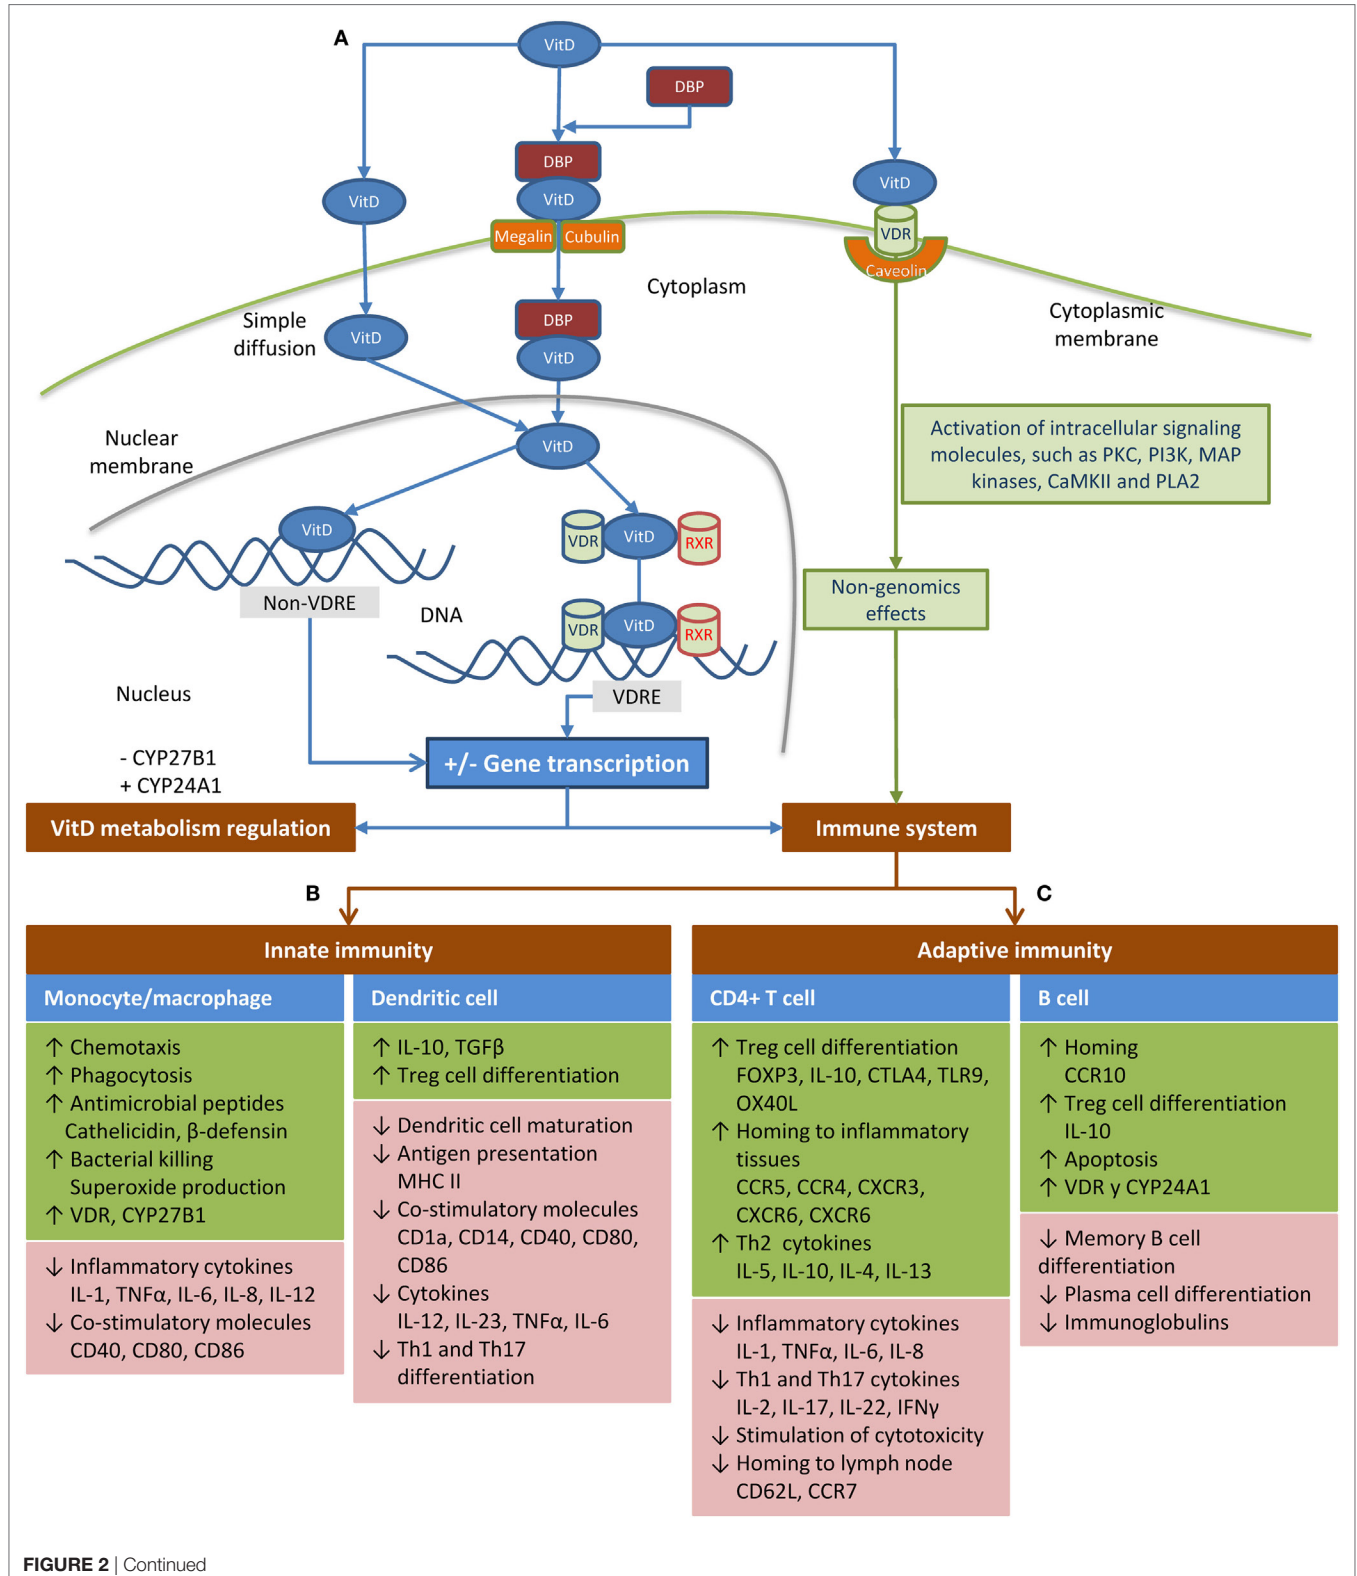 A
VitD
DBP
DBP
VitD
VitD
VitD
VDR
Megalin
Cubulin
Caveolin
Cytoplasm
Simple
diffusion
VitD
DBP
VitD
Cytoplasmic
membrane
Nuclear
membrane
VitD
Activation of intracellular signaling
molecules, such as PKC, PI3K, MAP
kinases, CaMKII and PLA2
VitD
VDR
VitD
RXR
Non-VDRE
DNA
VDR
VitD
RXR
Non-genomics
effects
Nucleus
VDRE
- CYP27B1
+ CYP24A1
+/- Gene transcription
VitD metabolism regulation
Immune system
B
C
Innate immunity
Monocyte/macrophage
↑ Chemotaxis
↑ Phagocytosis
↑ Antimicrobial peptides
Cathelicidin, β-defensin
↑ Bacterial killing
Superoxide production
↑ VDR, CYP27B1
↓ Inflammatory cytokines
IL-1, TNFα, IL-6, IL-8, IL-12
↓ Co-stimulatory molecules
CD40, CD80, CD86
Dendritic cell
↑ IL-10, TGFβ
↑ Treg cell differentiation
↓ Dendritic cell maturation
↓ Antigen presentation
MHC II
↓ Co-stimulatory molecules
CD1a, CD14, CD40, CD80,
CD86
↓ Cytokines
IL-12, IL-23, TNFα, IL-6
↓ Th1 and Th17
differentiation
Adaptive immunity
CD4+ T cell
↑ Treg cell differentiation
FOXP3, IL-10, CTLA4, TLR9,
OX40L
↑ Homing to inflammatory
tissues
CCR5, CCR4, CXCR3,
CXCR6, CXCR6
↑ Th2 cytokines
IL-5, IL-10, IL-4, IL-13
↓ Inflammatory cytokines
IL-1, TNFα, IL-6, IL-8
↓ Th1 and Th17 cytokines
IL-2, IL-17, IL-22, IFNγ
↓ Stimulation of cytotoxicity
↓ Homing to lymph node
CD62L, CCR7
B cell
↑ Homing
CCR10
↑ Treg cell differentiation
IL-10
↑ Apoptosis
↑ VDR y CYP24A1
↓ Memory B cell
differentiation
↓ Plasma cell differentiation
↓ Immunoglobulins
FIGURE 2 | Continued